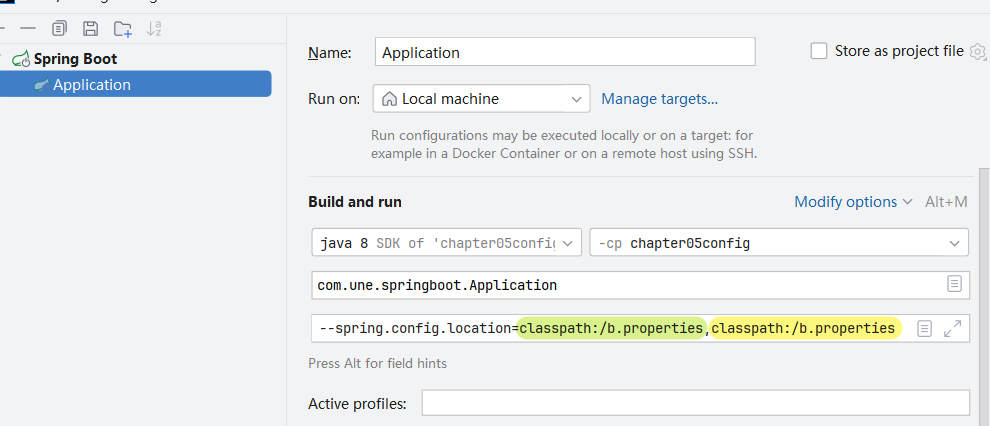 Spring Boot
Application
Name: Application
Store as project file
Run on: Local machine Manage targets...
Run configurations may be executed locally or on a target: for
example in a Docker Container or on a remote host using SSH.
Build and run Modify options Alt+M
java 8 SDK of 'chapter05config -cp chapter05config
com.une.springboot.Application
--spring.config.location=classpath:/b.properties,classpath:/b.properties
Press Alt for field hints
Active profiles: